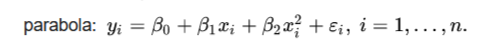 parabola: yᵢ = β₀ + β₁xᵢ + β₂xᵢ² + εᵢ, i = 1, . . . , n.